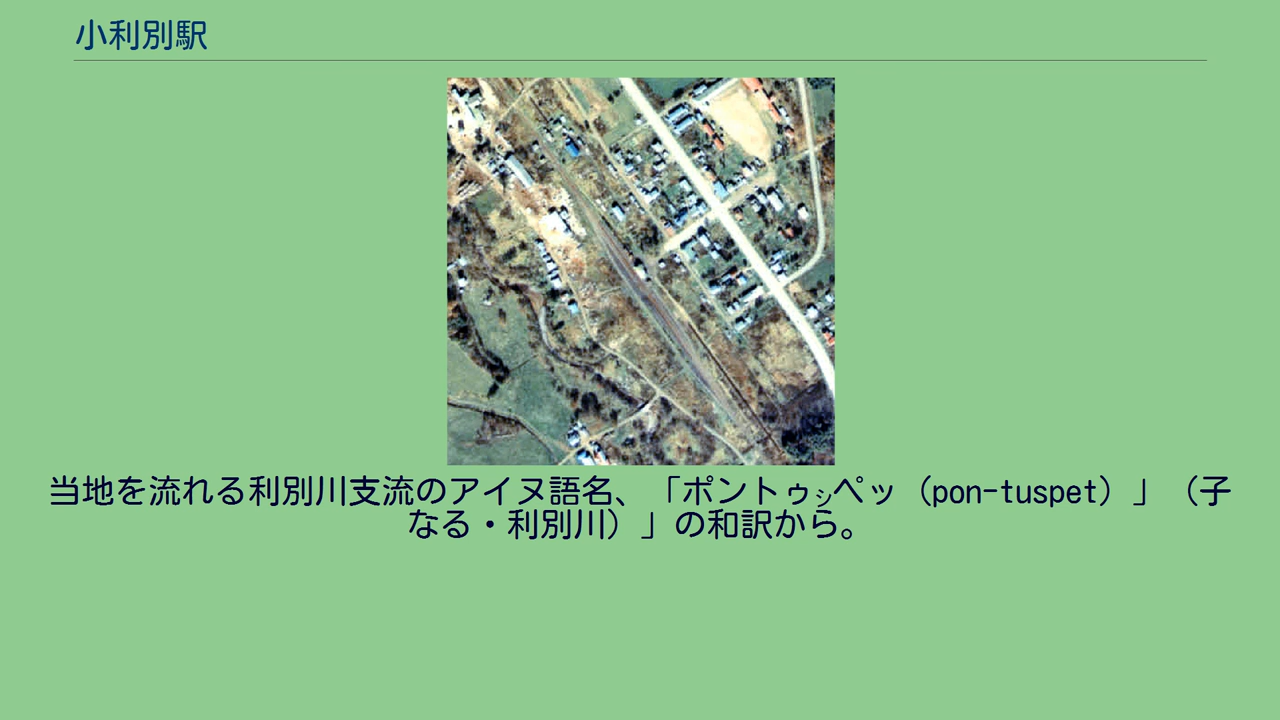 小利別駅
当地を流れる利別川支流のアイヌ語名、「ポントゥㇱペッ（pon-tuspet）」（子
なる・利別川）」の和訳から。